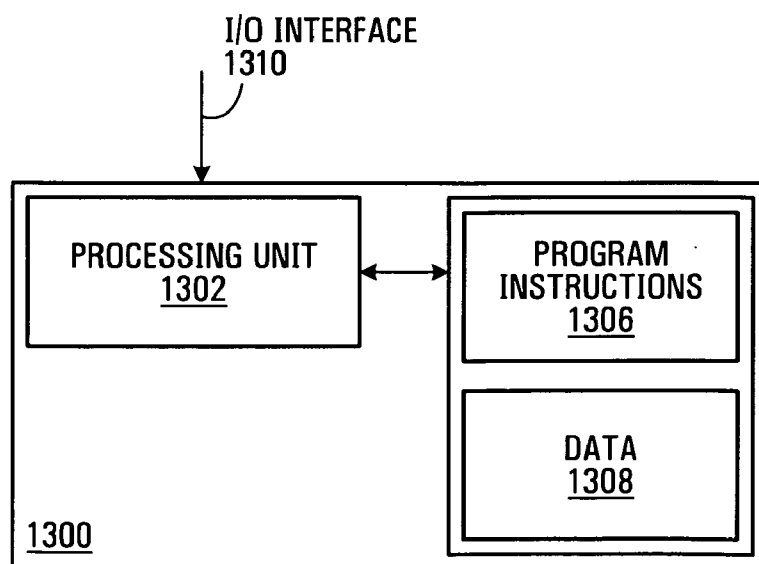 I/O INTERFACE
1310
PROCESSING UNIT
1302
PROGRAM
INSTRUCTIONS
1306
DATA
1308
1300